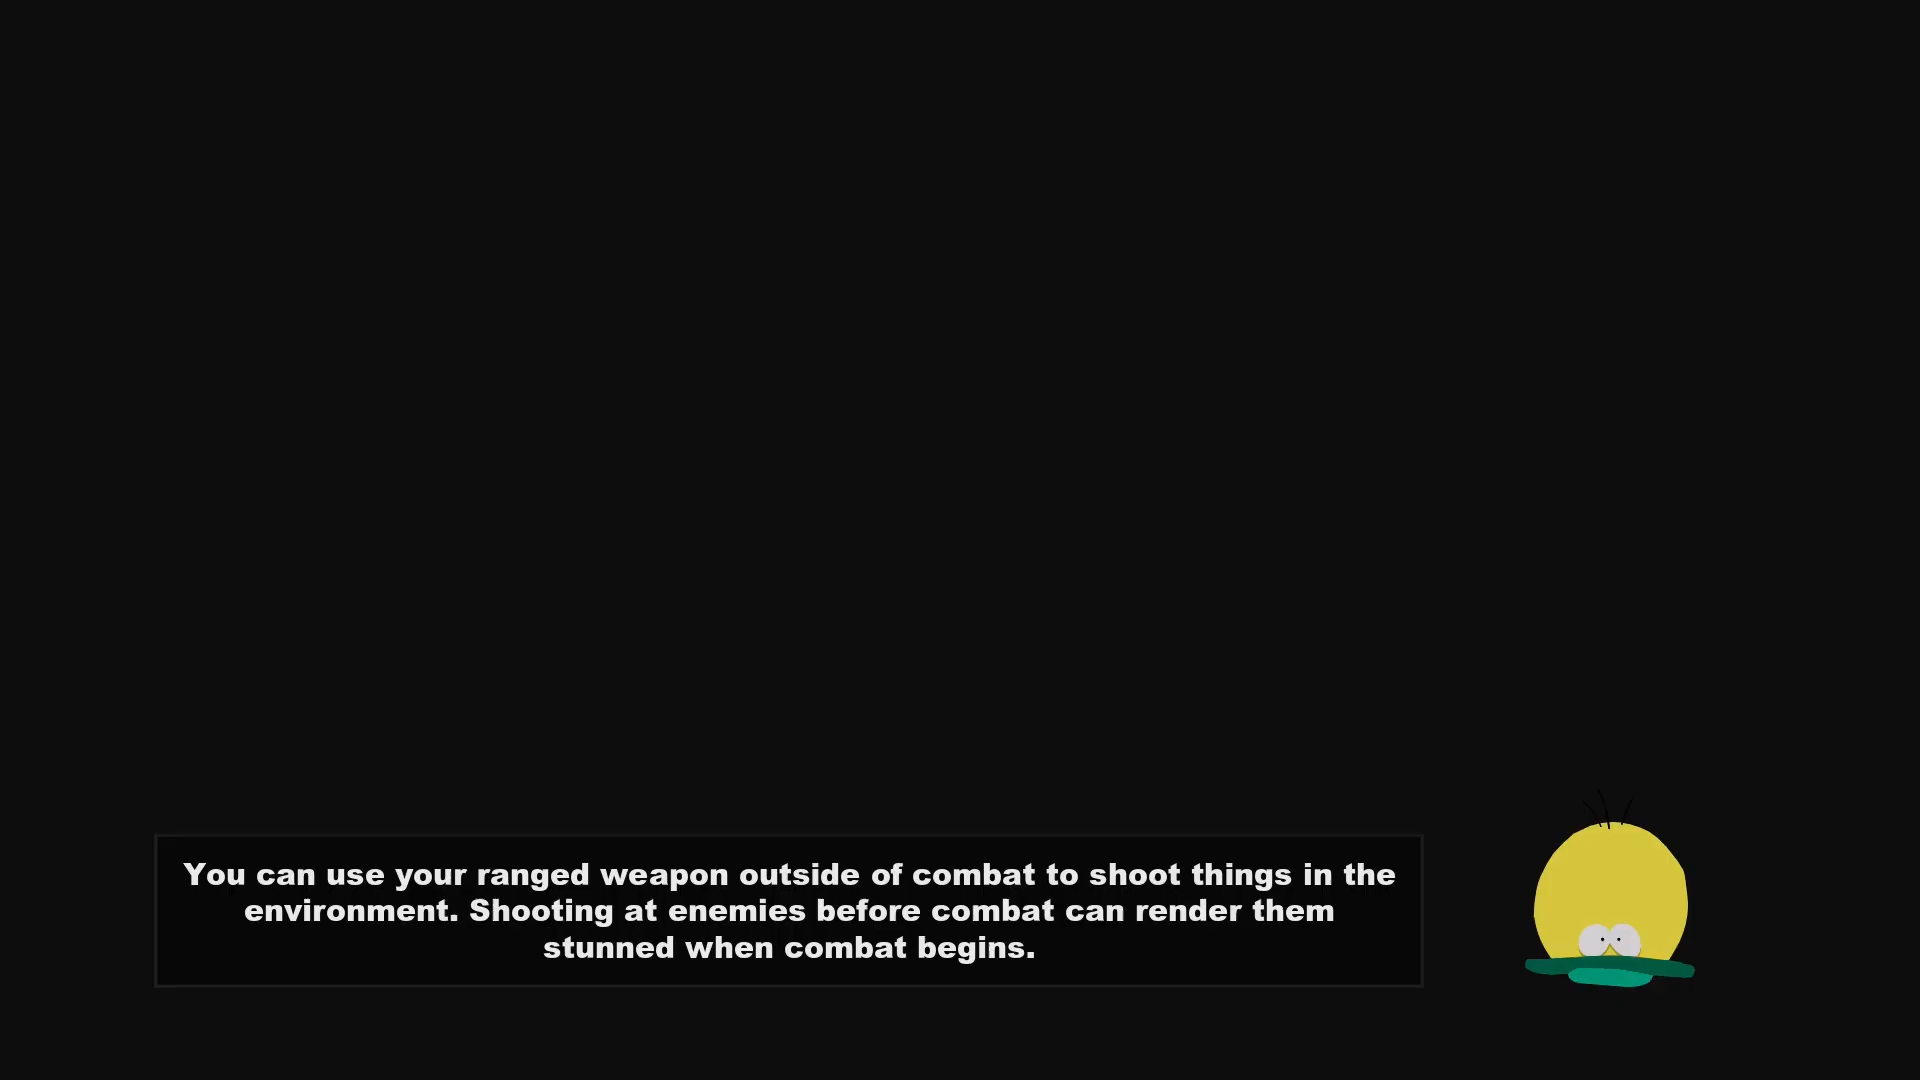 You can use your ranged weapon outside of combat to shoot things in the
environment. Shooting at enemies before combat can render them
stunned when combat begins.